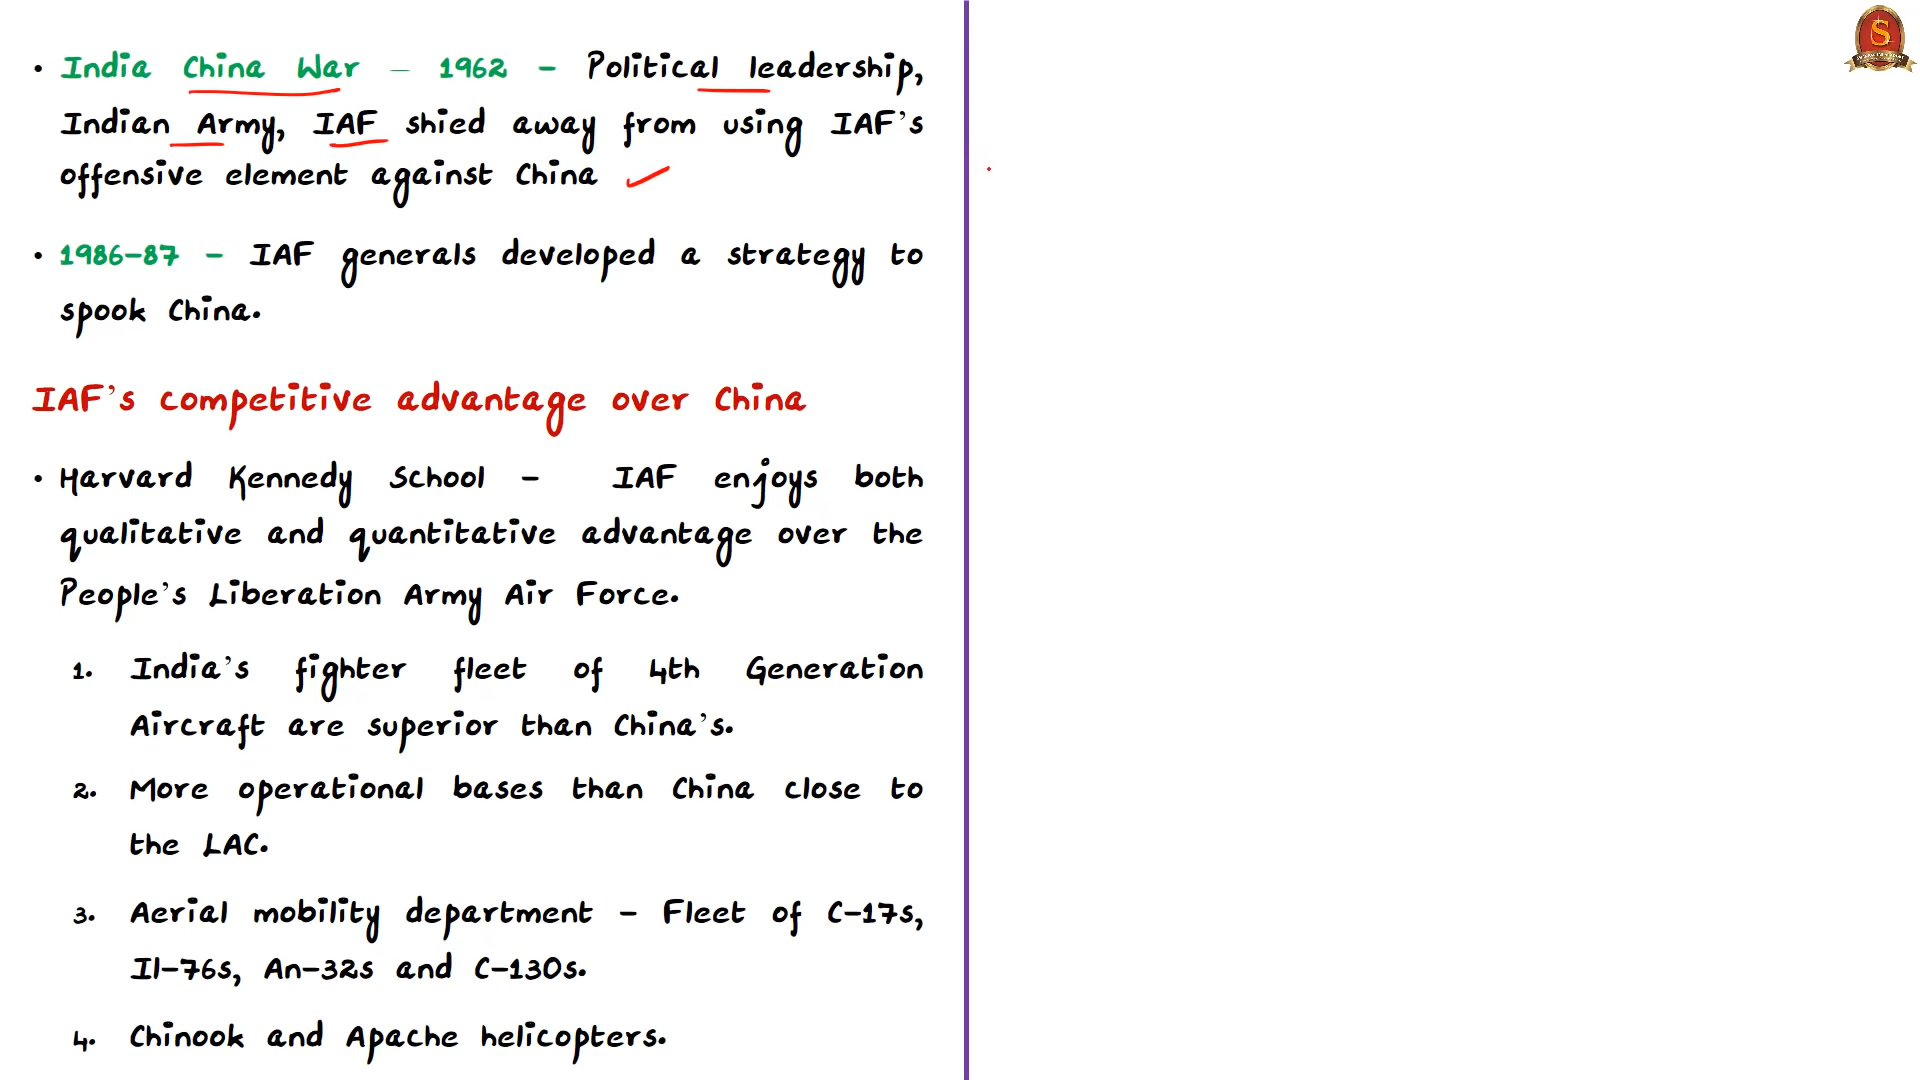 • India China War – 1962 – Political leadership,
Indian Army, IAF shied away from using IAF's
offensive element against China
• 1986-87 – IAF generals developed a strategy to
spook China.
IAF's competitive advantage over China
• Harvard Kennedy School – IAF enjoys both
qualitative and quantitative advantage over the
People's Liberation Army Air Force.
1. India's fighter fleet of 4th Generation
Aircraft are superior than China's.
2. More operational bases than China close to
the LAC.
3. Aerial mobility department – Fleet of C-17s,
Il-76s, An-32s and C-130s.
4. Chinook and Apache helicopters.
S